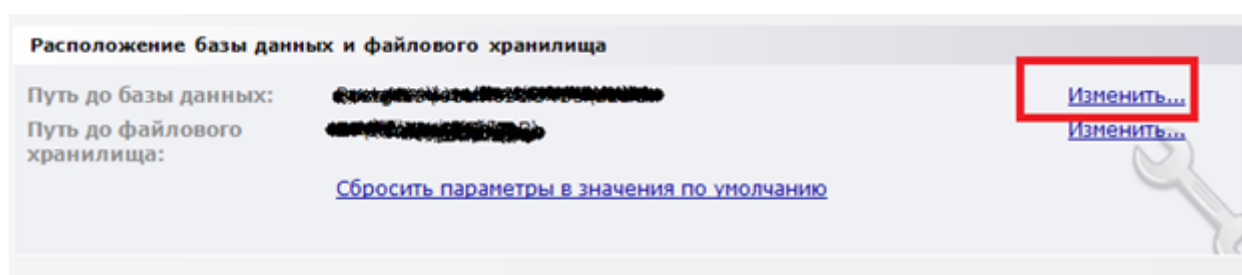 Расположение базы данных и файлового хранилища
Путь до базы данных: Изменить...
Путь до файлового Изменить...
хранилища:
Сбросить параметры в значения по умолчанию